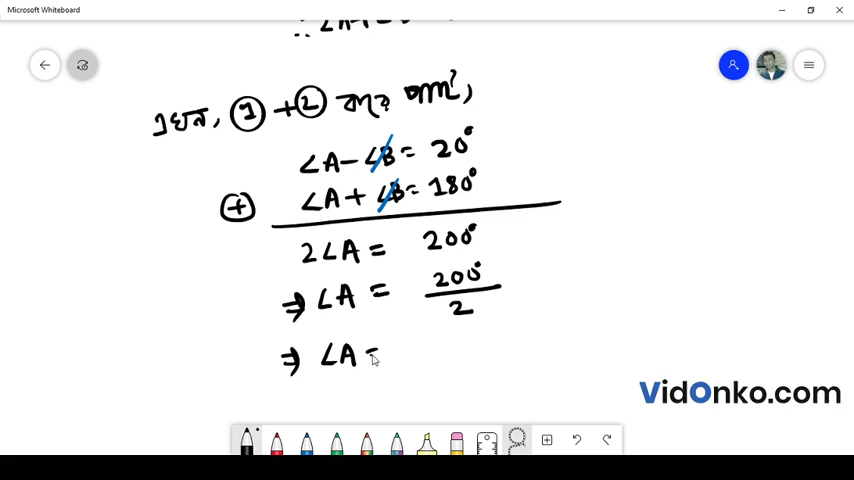 Microsoft Whiteboard
এখন, ① + ② করে পাই,
∠A - ∠B = 20°
⊕ ∠A + ∠B = 180°
2∠A = 200°
⇒ ∠A = 200°/2
⇒ ∠A =
VidOnko.com